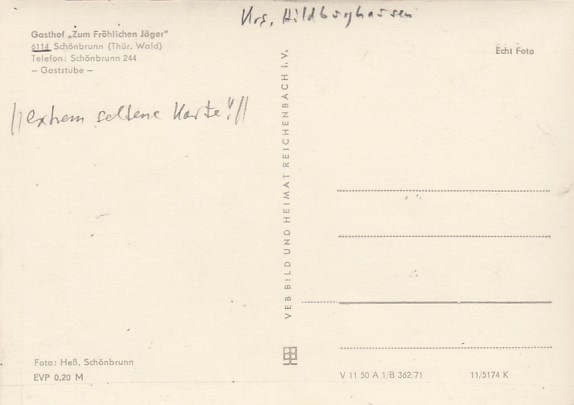 Krs. Hildburghausen
Gasthof „Zum Fröhlichen Jäger"
6114 Schönbrunn (Thür. Wald)
Telefon: Schönbrunn 244
– Gaststube –
Echt Foto
//extrem seltene Karte!!//
VEB BILD UND HEIMAT REICHENBACH I. V.
Foto: Heß, Schönbrunn
EVP 0,20 M
V 11 50 A 1/B 362/71
11/5174 K